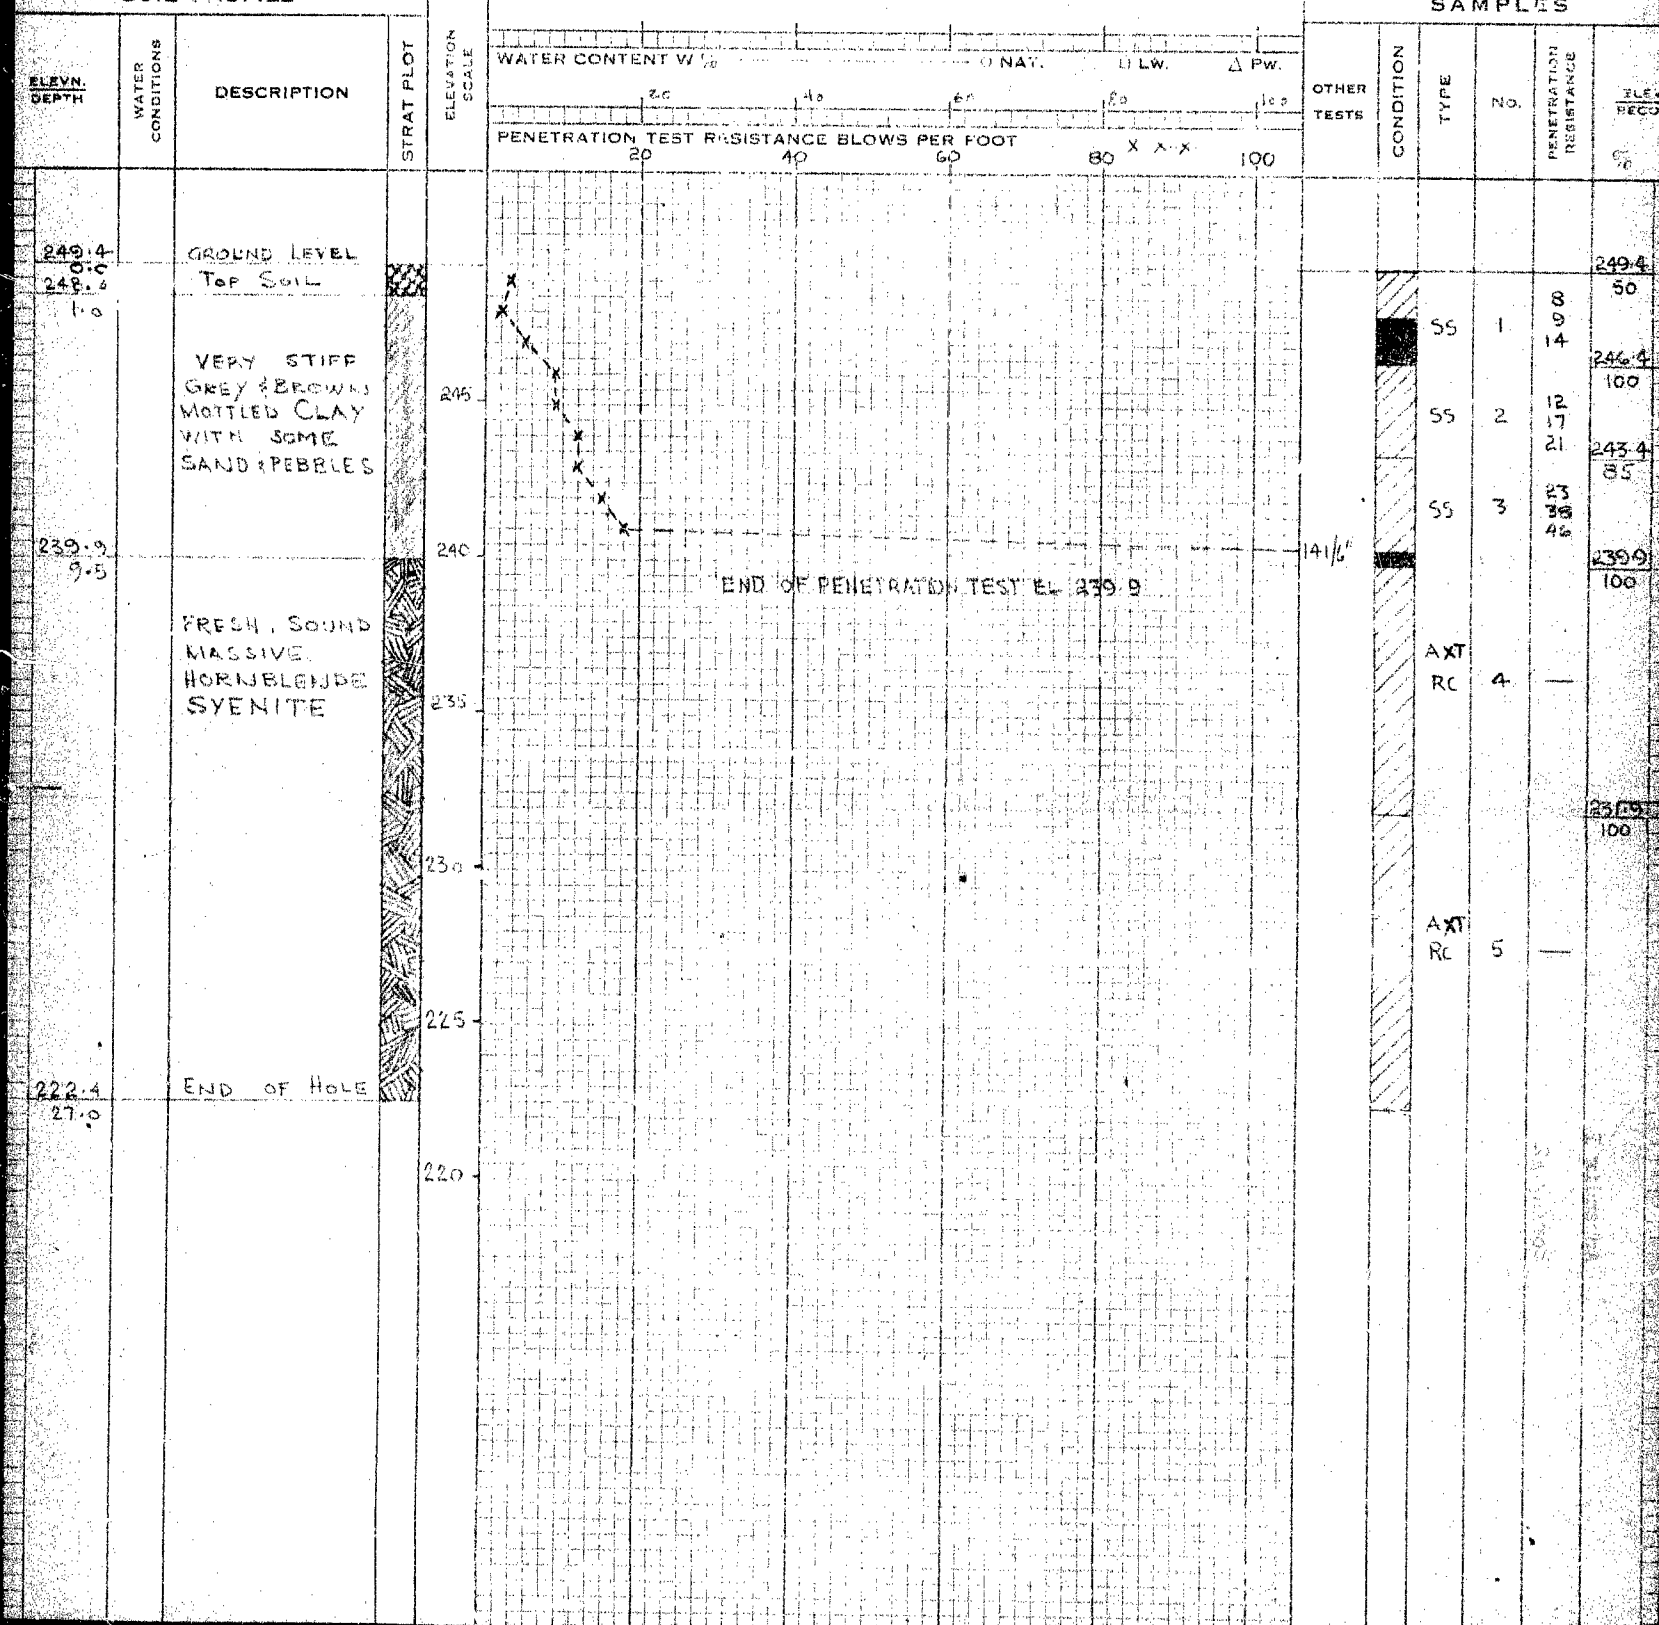 SAMPLES
ELEVN.
DEPTH
WATER
CONDITIONS
DESCRIPTION
STRAT PLOT
ELEVATION
SCALE
WATER CONTENT W %
O NAT.
LW.
△ PW.
20 40 60 80 100
PENETRATION TEST RESISTANCE BLOWS PER FOOT
X X X
20 40 60 80 100
OTHER
TESTS
CONDITION
TYPE
No.
PENETRATION
RESISTANCE
%
249.4
0.0
GROUND LEVEL
TOP SOIL
1.0
VERY STIFF
GREY & BROWN
MOTTLED CLAY
WITH SOME
SAND & PEBBLES
239.9
9.5
FRESH, SOUND
MASSIVE
HORNBLENDE
SYENITE
222.4
27.0
END OF HOLE
245
240
235
230
225
220
END OF PENETRATION TEST EL 239.9
141/6"
SS 1
8
9
14
SS 2
12
17
21
SS 3
23
46
AXT
RC 4 —
AXT
RC 5 —
249.4
50
246.4
100
243.4
85
239.9
100
231.9
100